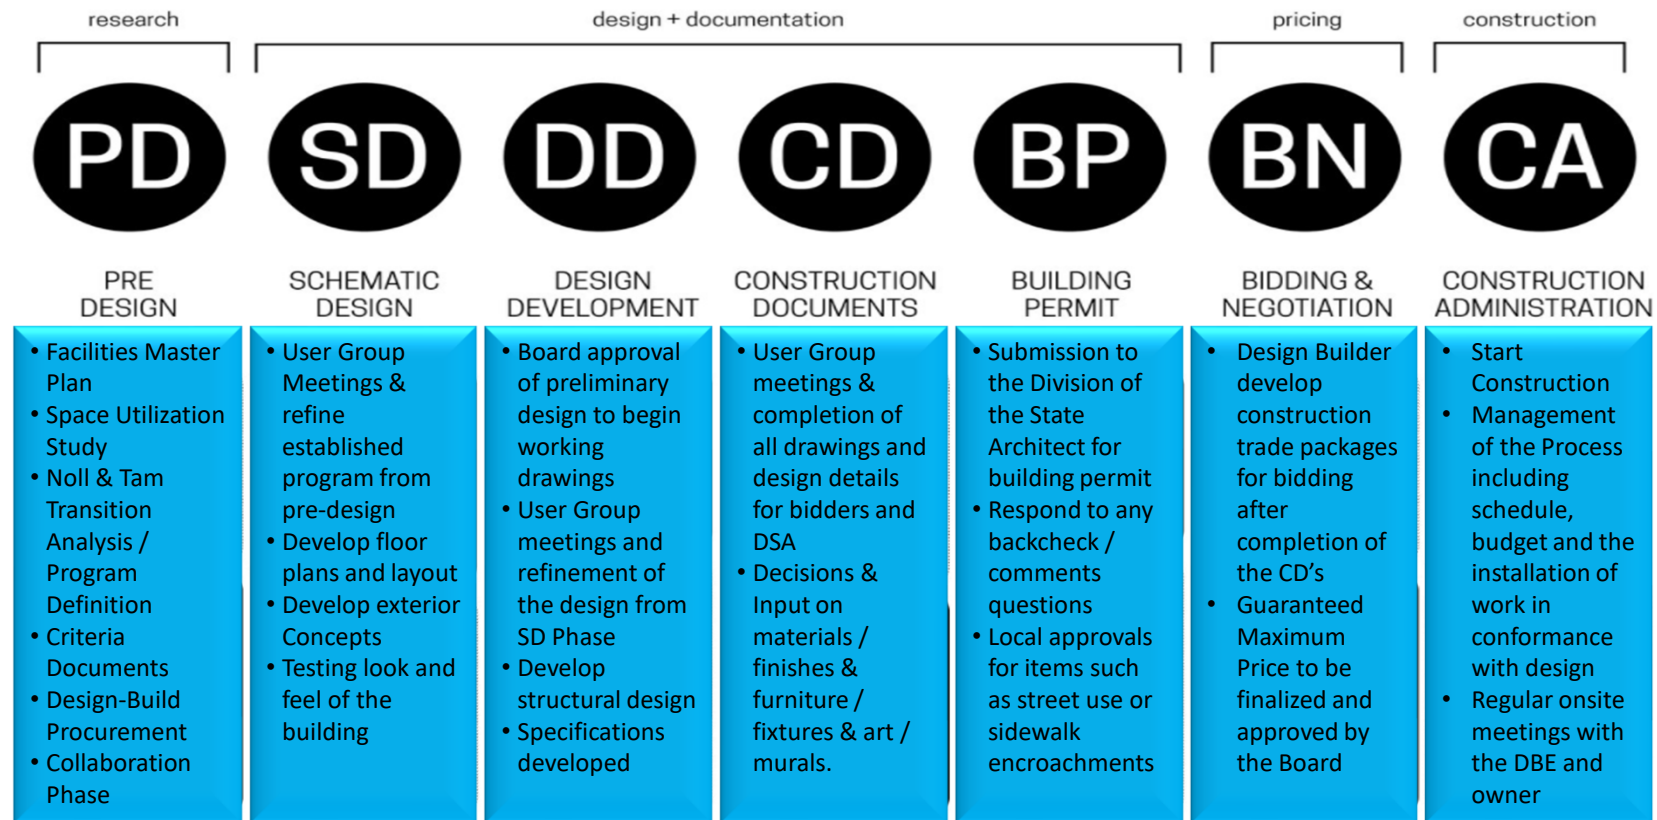 research
design + documentation
pricing
construction
PD
SD
DD
CD
BP
BN
CA
PRE
DESIGN
SCHEMATIC
DESIGN
DESIGN
DEVELOPMENT
CONSTRUCTION
DOCUMENTS
BUILDING
PERMIT
BIDDING &
NEGOTIATION
CONSTRUCTION
ADMINISTRATION
• Facilities Master
Plan
• Space Utilization
Study
• Noll & Tam
Transition
Analysis /
Program
Definition
• Criteria
Documents
• Design-Build
Procurement
• Collaboration
Phase
• User Group
Meetings &
refine
established
program from
pre-design
• Develop floor
plans and layout
• Develop exterior
Concepts
• Testing look and
feel of the
building
• Board approval
of preliminary
design to begin
working
drawings
• User Group
meetings and
refinement of
the design from
SD Phase
• Develop
structural design
• Specifications
developed
• User Group
meetings &
completion of
all drawings and
design details
for bidders and
DSA
• Decisions &
Input on
materials /
finishes &
furniture /
fixtures & art /
murals.
• Submission to
the Division of
the State
Architect for
building permit
• Respond to any
backcheck /
comments
questions
• Local approvals
for items such
as street use or
sidewalk
encroachments
• Design Builder
develop
construction
trade packages
for bidding
after
completion of
the CD’s
• Guaranteed
Maximum
Price to be
finalized and
approved by
the Board
• Start
Construction
• Management
of the Process
including
schedule,
budget and the
installation of
work in
conformance
with design
• Regular onsite
meetings with
the DBE and
owner